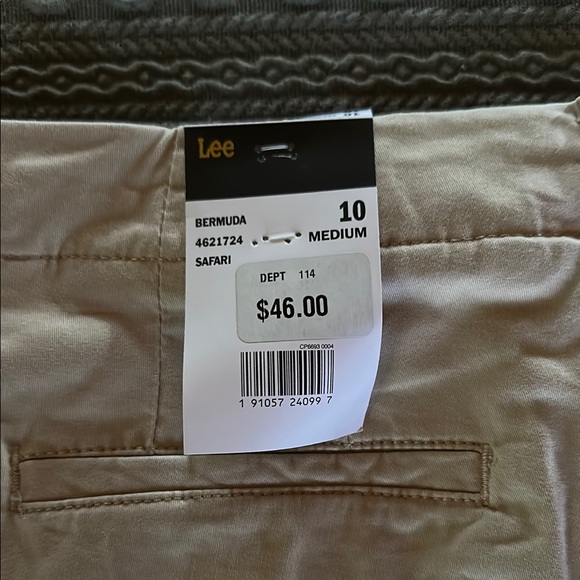 Lee
BERMUDA
4621724
SAFARI
10
MEDIUM
DEPT 114
$46.00
CP6693 0004
1 91057 24099 7